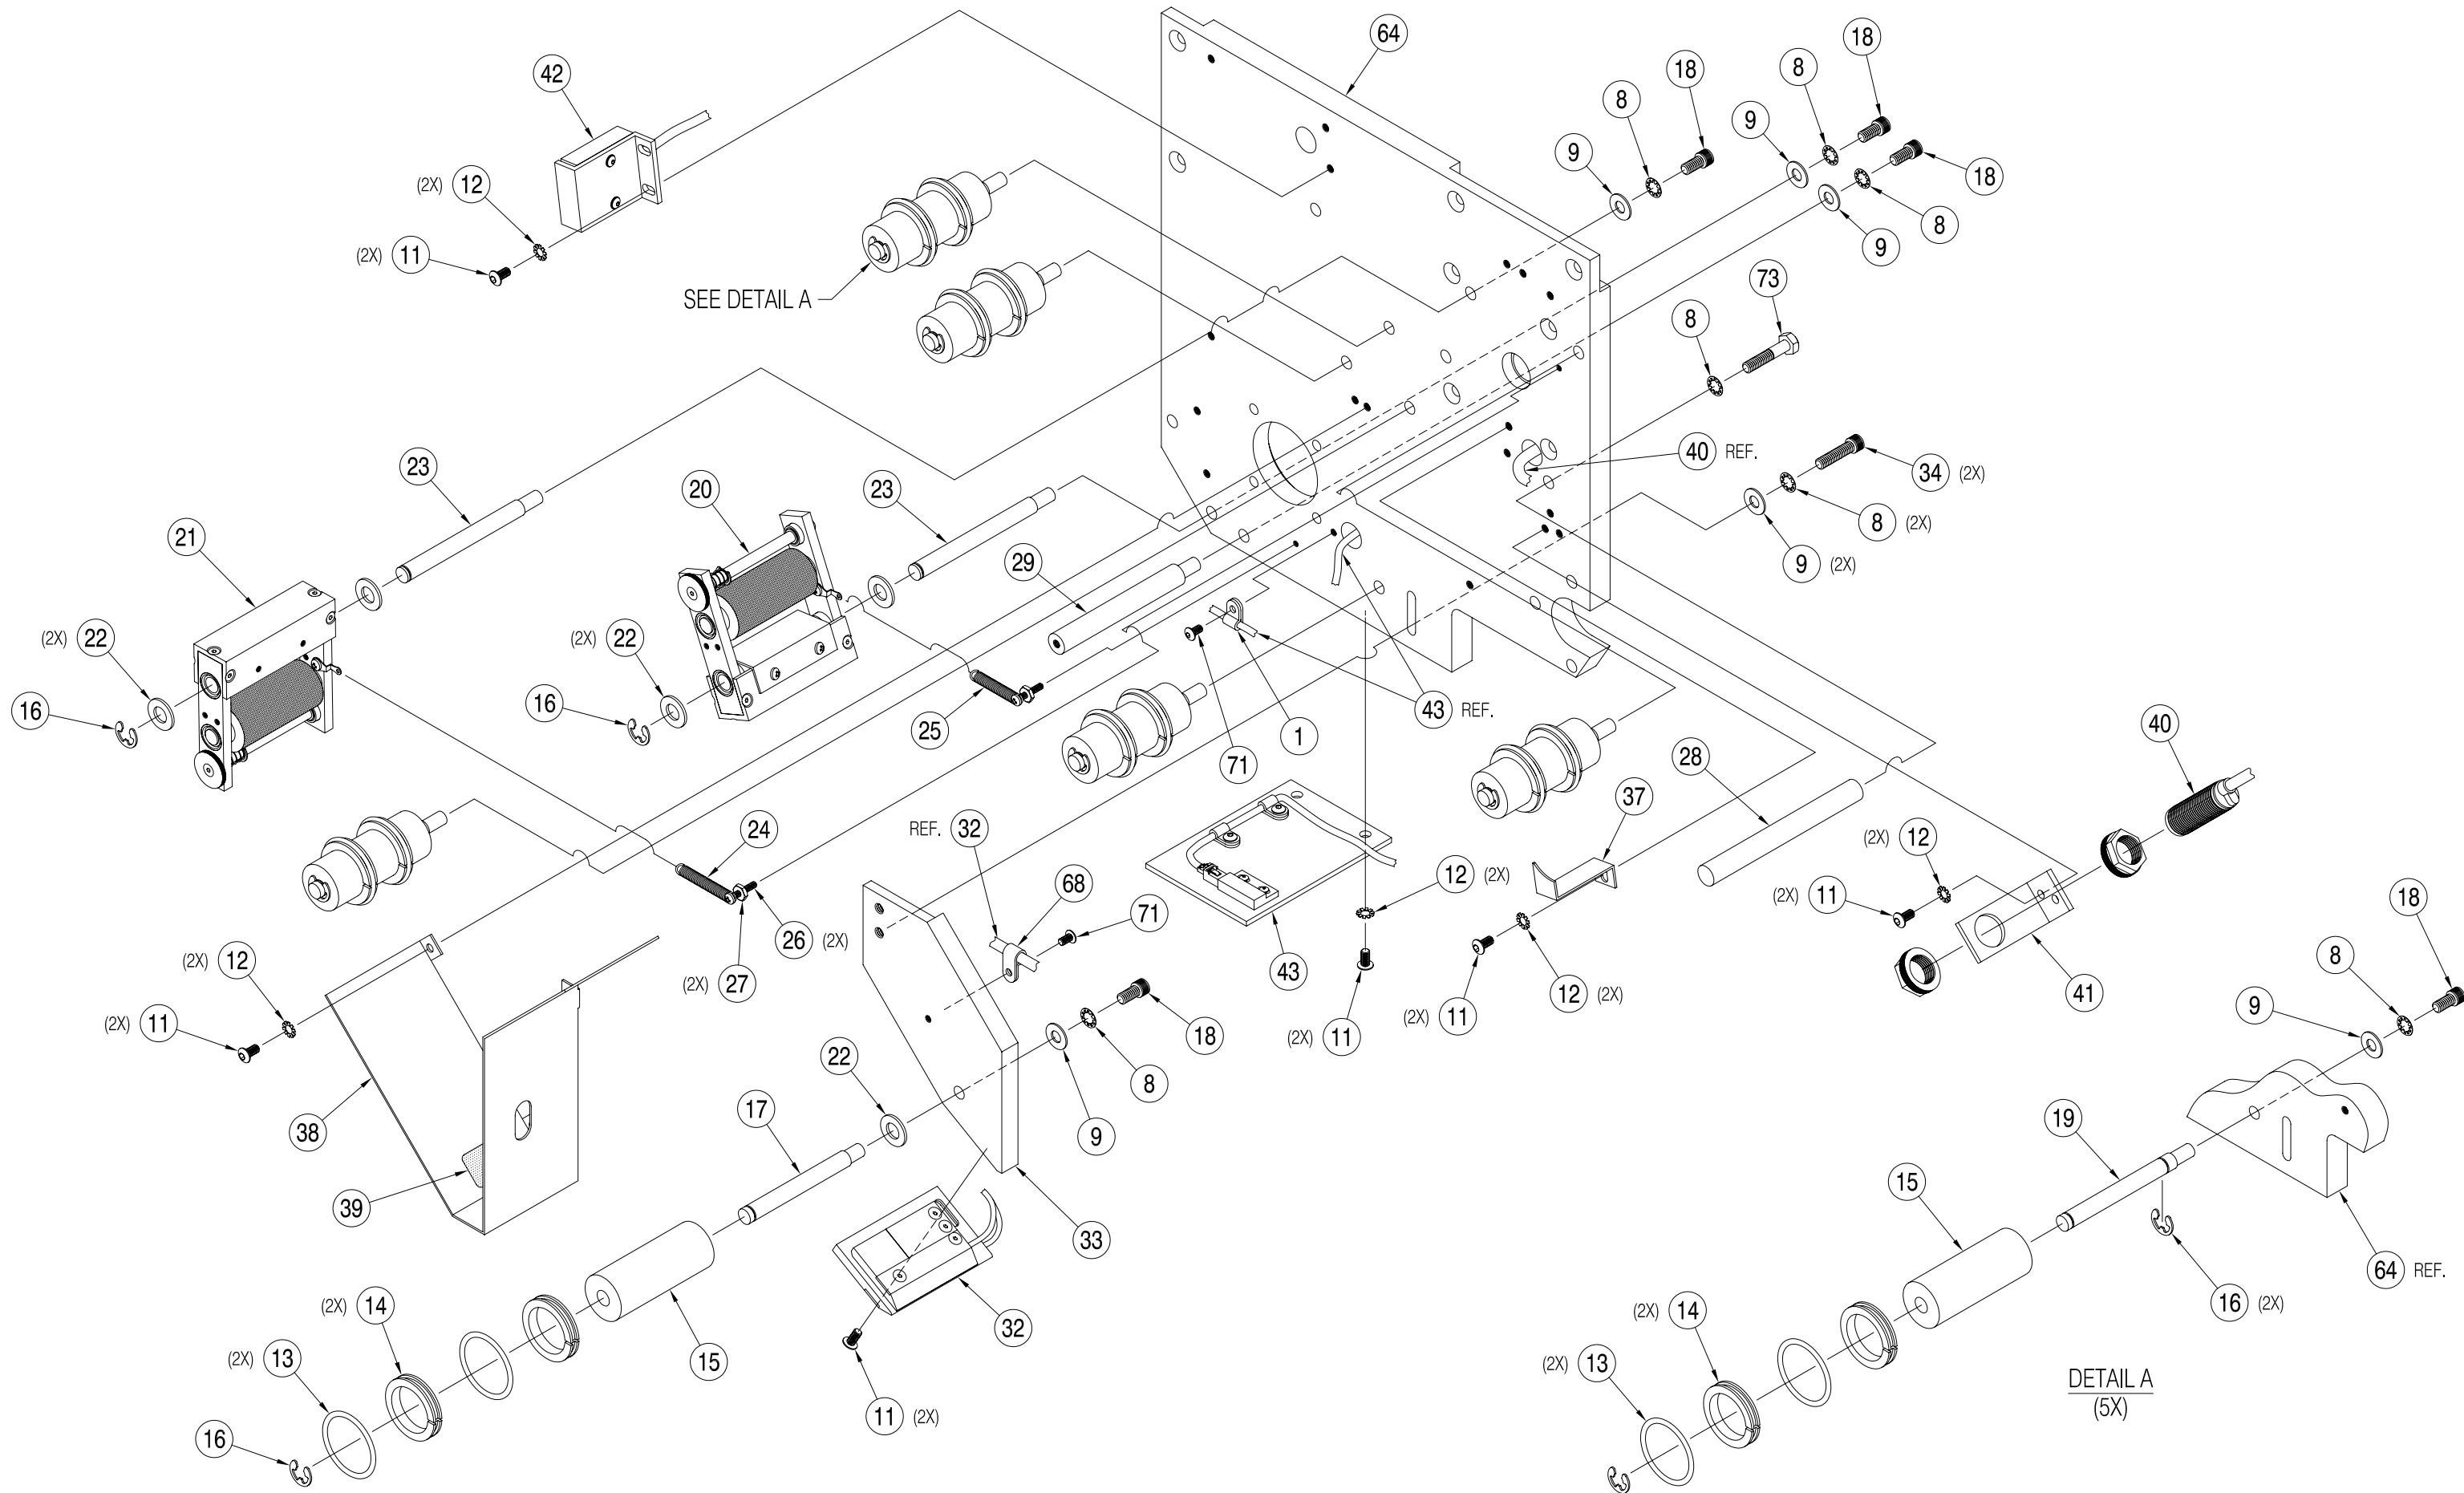 64
18
8
18
42
8
9
9
(2X) 12
18
9
8
(2X) 11
9
SEE DETAIL A
73
8
23
20
23
40 REF.
34 (2X)
8 (2X)
9 (2X)
21
29
(2X) 22
(2X) 22
16
16
25
71
1
43 REF.
40
28
37
24
REF. 32
68
(2X) 12
12 (2X)
71
(2X) 11
18
26 (2X)
(2X) 27
(2X) 12
43
12 (2X)
41
8
(2X) 11
(2X) 11
(2X) 11
18
9
22
8
17
9
38
19
15
39
33
64 REF.
(2X) 14
16 (2X)
(2X) 14
32
15
(2X) 13
(2X) 13
DETAIL A
(5X)
11 (2X)
16